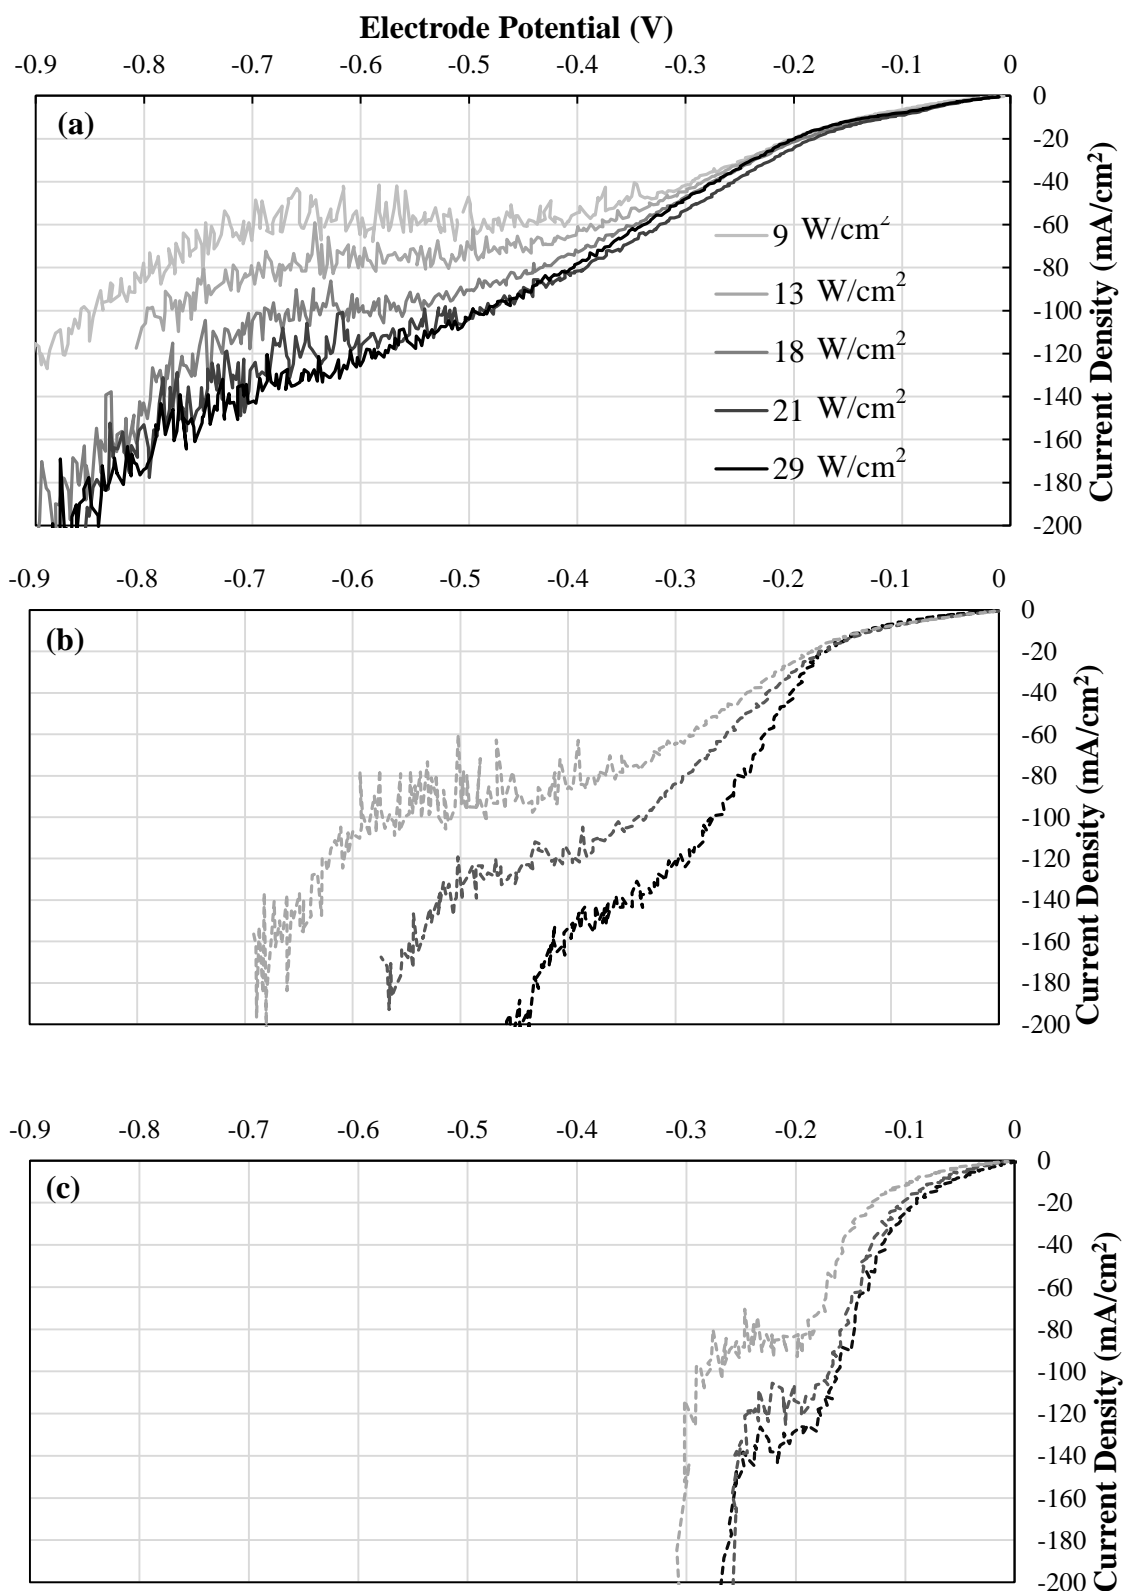 Electrode Potential (V)
-0.9 -0.8 -0.7 -0.6 -0.5 -0.4 -0.3 -0.2 -0.1 0
(a)
0
-20
-40
-60
-80
-100
-120
-140
-160
-180
-200
Current Density (mA/cm²)
9 W/cm²
13 W/cm²
18 W/cm²
21 W/cm²
29 W/cm²
-0.9 -0.8 -0.7 -0.6 -0.5 -0.4 -0.3 -0.2 -0.1 0
(b)
0
-20
-40
-60
-80
-100
-120
-140
-160
-180
-200
Current Density (mA/cm²)
-0.9 -0.8 -0.7 -0.6 -0.5 -0.4 -0.3 -0.2 -0.1 0
(c)
0
-20
-40
-60
-80
-100
-120
-140
-160
-180
-200
Current Density (mA/cm²)